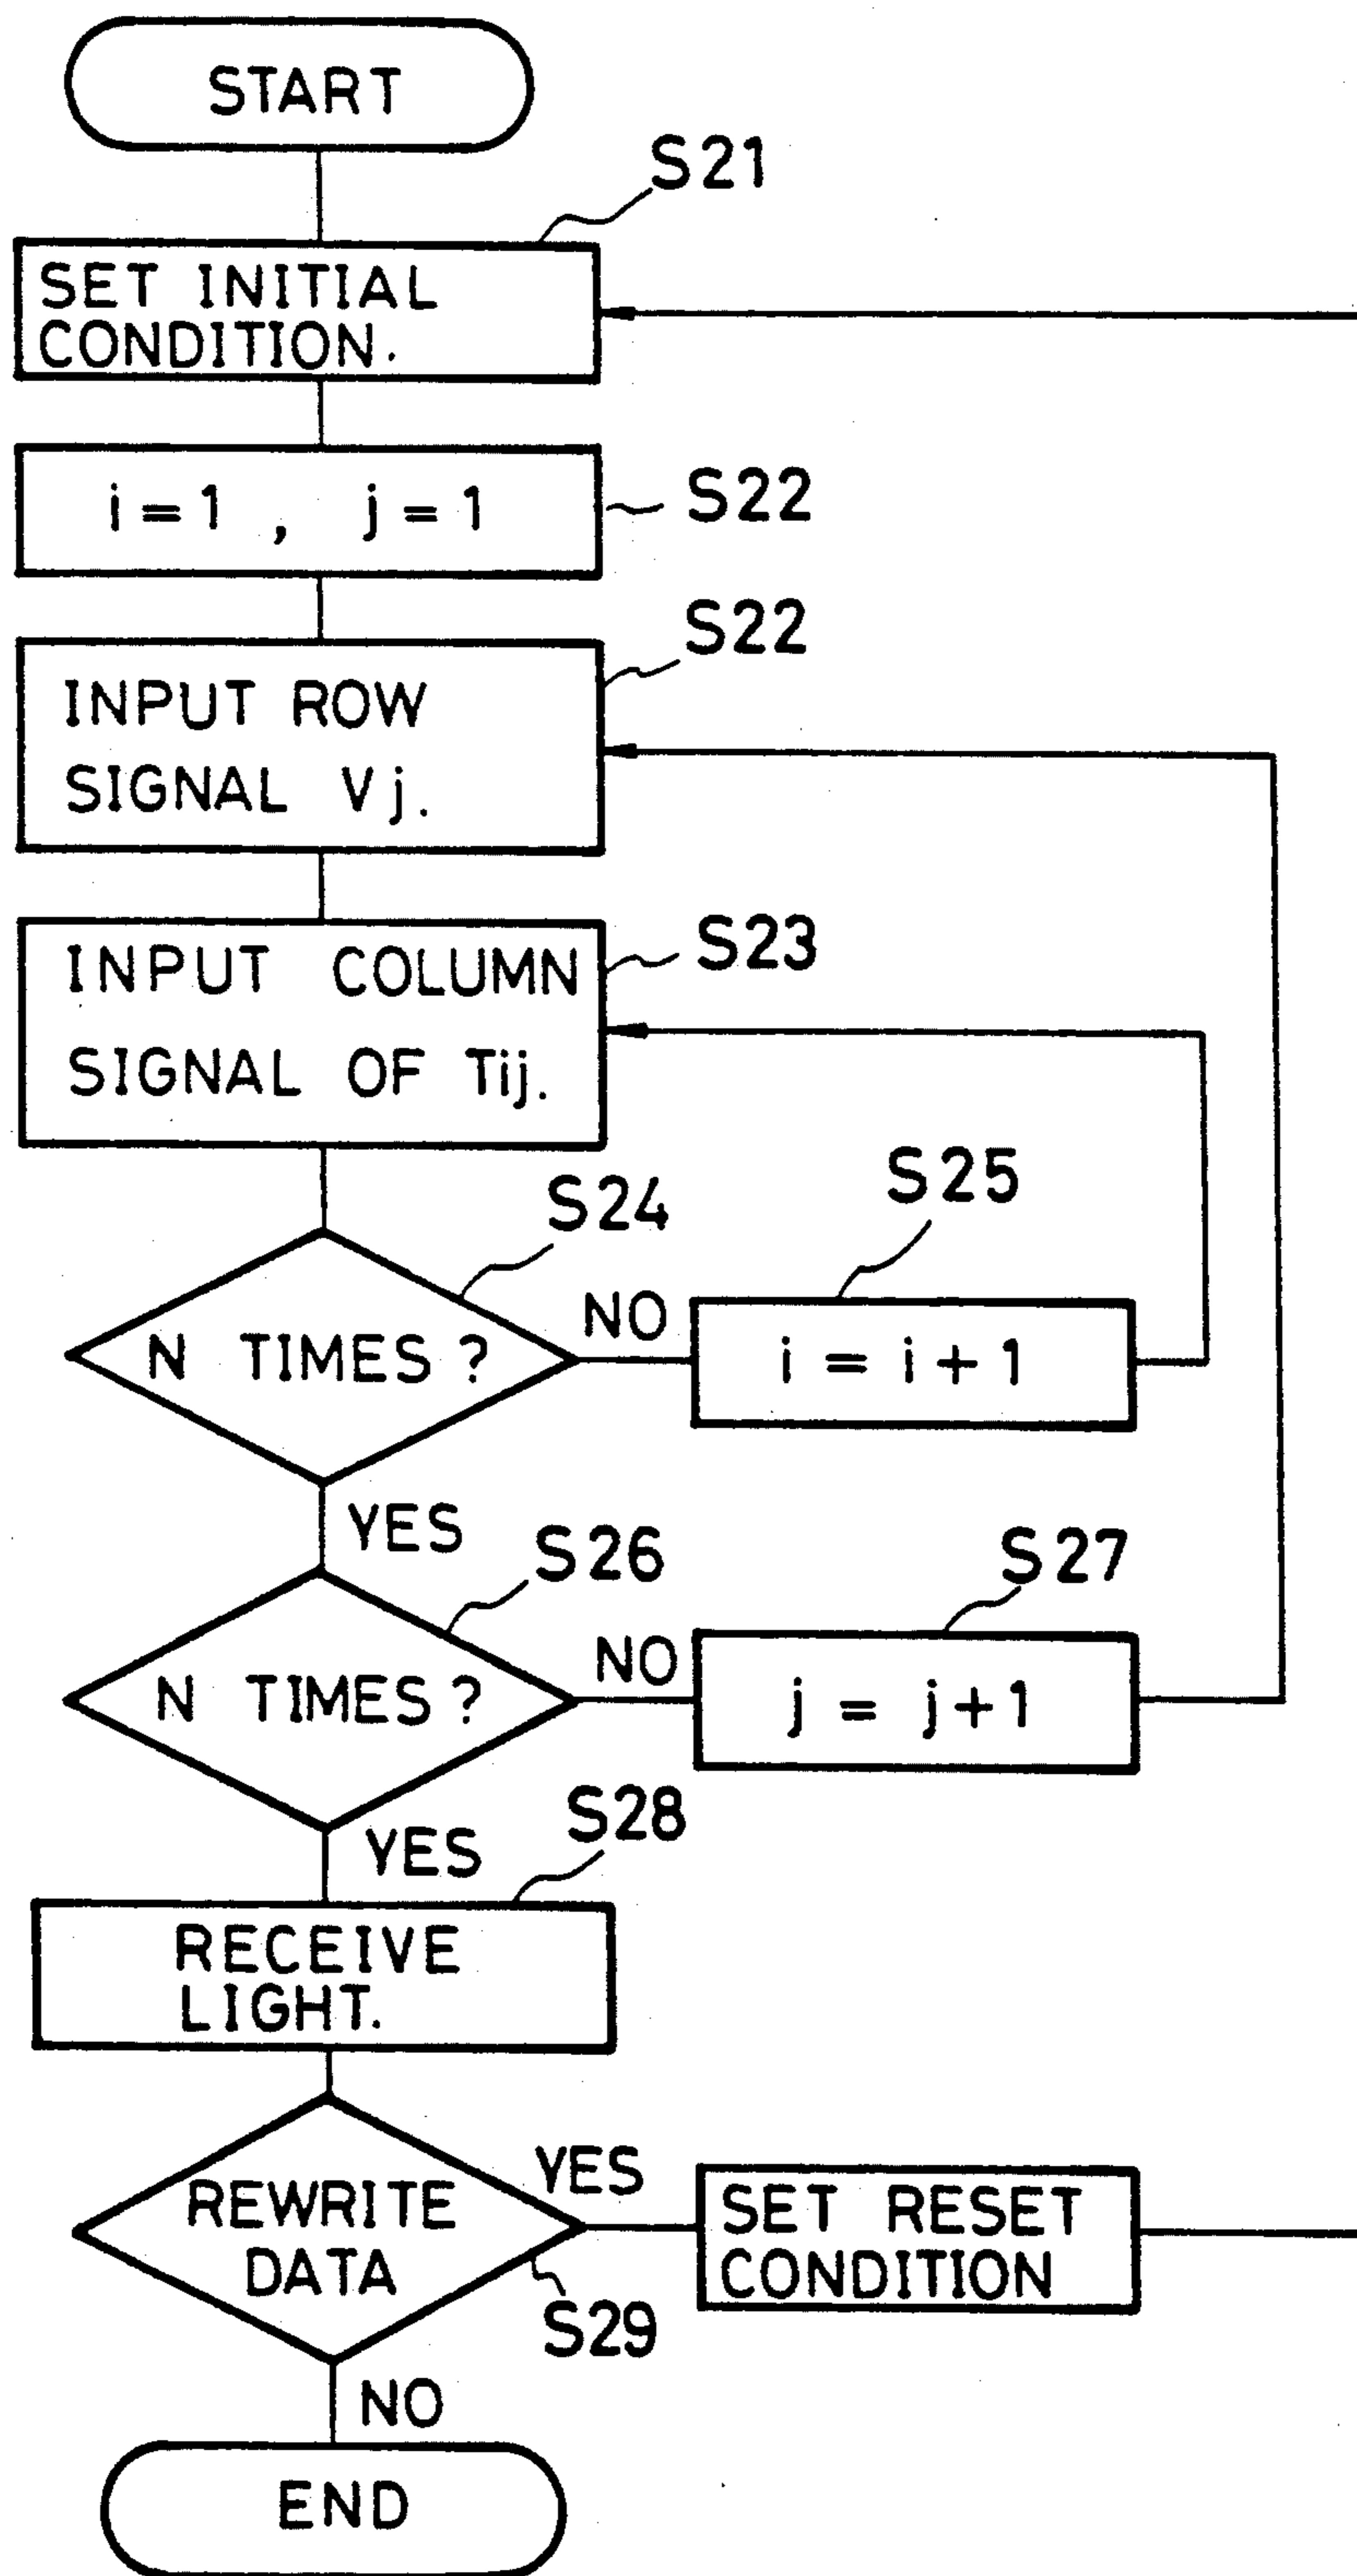 START
S21
SET INITIAL
CONDITION.
i = 1 , j = 1
S22
S22
INPUT ROW
SIGNAL Vj.
S23
INPUT COLUMN
SIGNAL OF Tij.
S24
S25
N TIMES ?
NO
i = i + 1
YES
S26
S27
N TIMES ?
NO
j = j + 1
YES
S28
RECEIVE
LIGHT.
REWRITE
DATA
YES
SET RESET
CONDITION
S29
NO
END